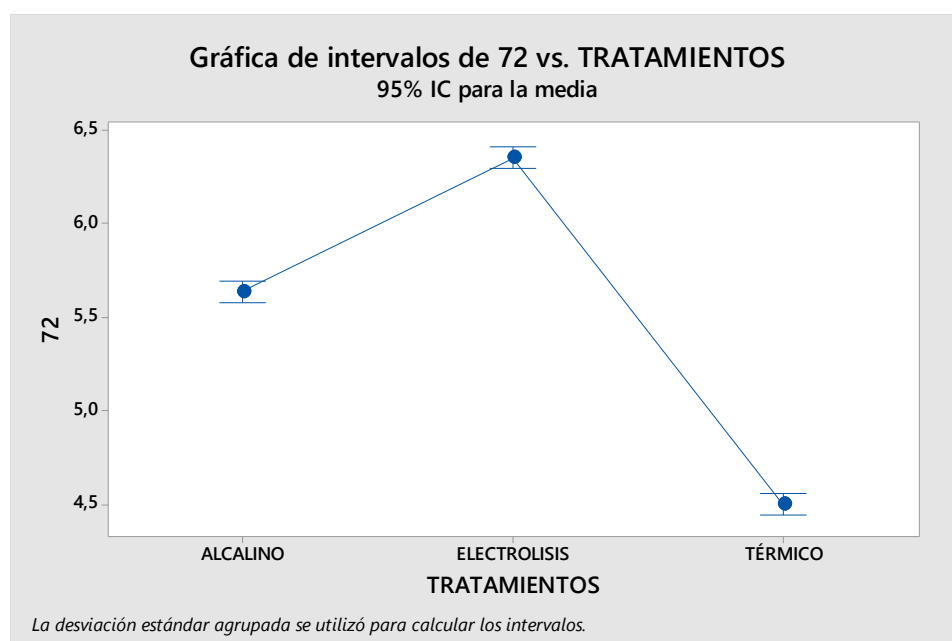 Gráfica de intervalos de 72 vs. TRATAMIENTOS
95% IC para la media
6,5
6,0
5,5
5,0
4,5
72
ALCALINO ELECTROLISIS TÉRMICO
TRATAMIENTOS
La desviación estándar agrupada se utilizó para calcular los intervalos.